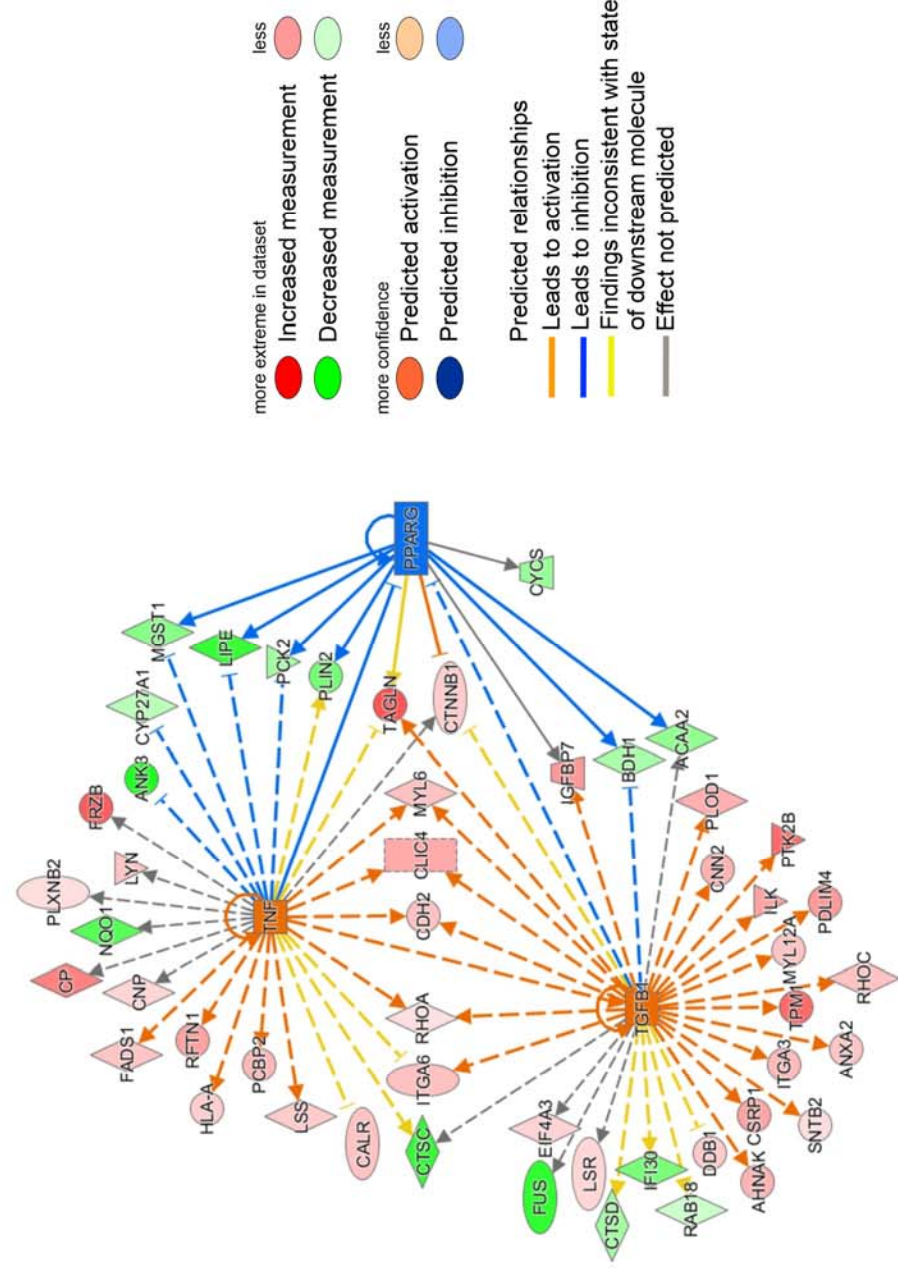 PLXNB2
FRZB
LYN
NQO1
CP
CNP
FADS1
RFTN1
HLA-A
PCBP2
LSS
CALR
CTSC
ITGA6
RHOA
CDH2
CLIC4
MYL6
TNF
ANK3
CYP27A1
MGST1
LIPE
PCK2
PLIN2
TAGLN
CTNNB1
PPARG
CYCS
IGFBP7
BDH1
ACAA2
PLOD1
CNN2
PTK2B
ILK
PDLIM4
MYL12A
RHOC
TPM1
ANXA2
ITGA3
SNTB2
CSRP1
AHNAK
DDB1
RAB18
IFI30
CTSD
LSR
FUS
EIF4A3
TGFB1
more extreme in dataset
less
Increased measurement
Decreased measurement
more confidence
less
Predicted activation
Predicted inhibition
Predicted relationships
Leads to activation
Leads to inhibition
Findings inconsistent with state
of downstream molecule
Effect not predicted